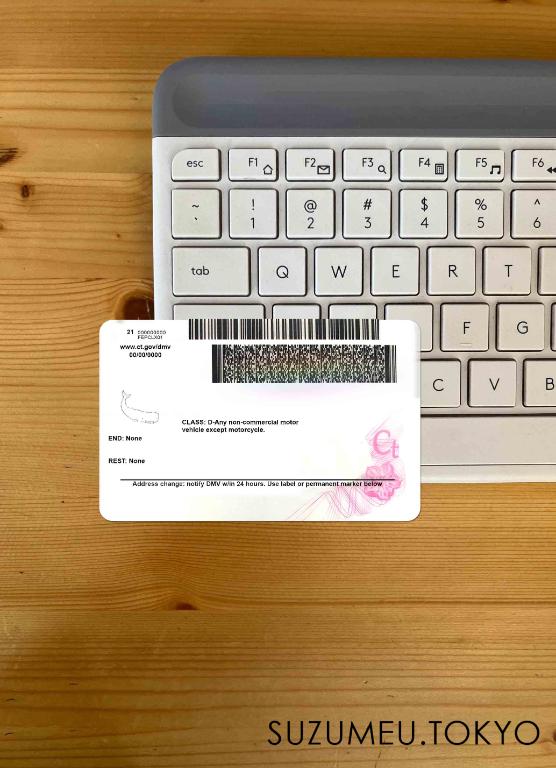 esc F1 F2 F3 F4 F5 F6
~ ! @ # $ % ^
` 1 2 3 4 5 6
tab Q W E R T
F G
C V B
21 000000000
FEPCLX01
www.ct.gov/dmv
00/00/0000
CLASS: D-Any non-commercial motor
vehicle except motorcycle.
END: None
REST: None
Ct
Address change: notify DMV w/in 24 hours. Use label or permanent marker below
SUZUMEU.TOKYO